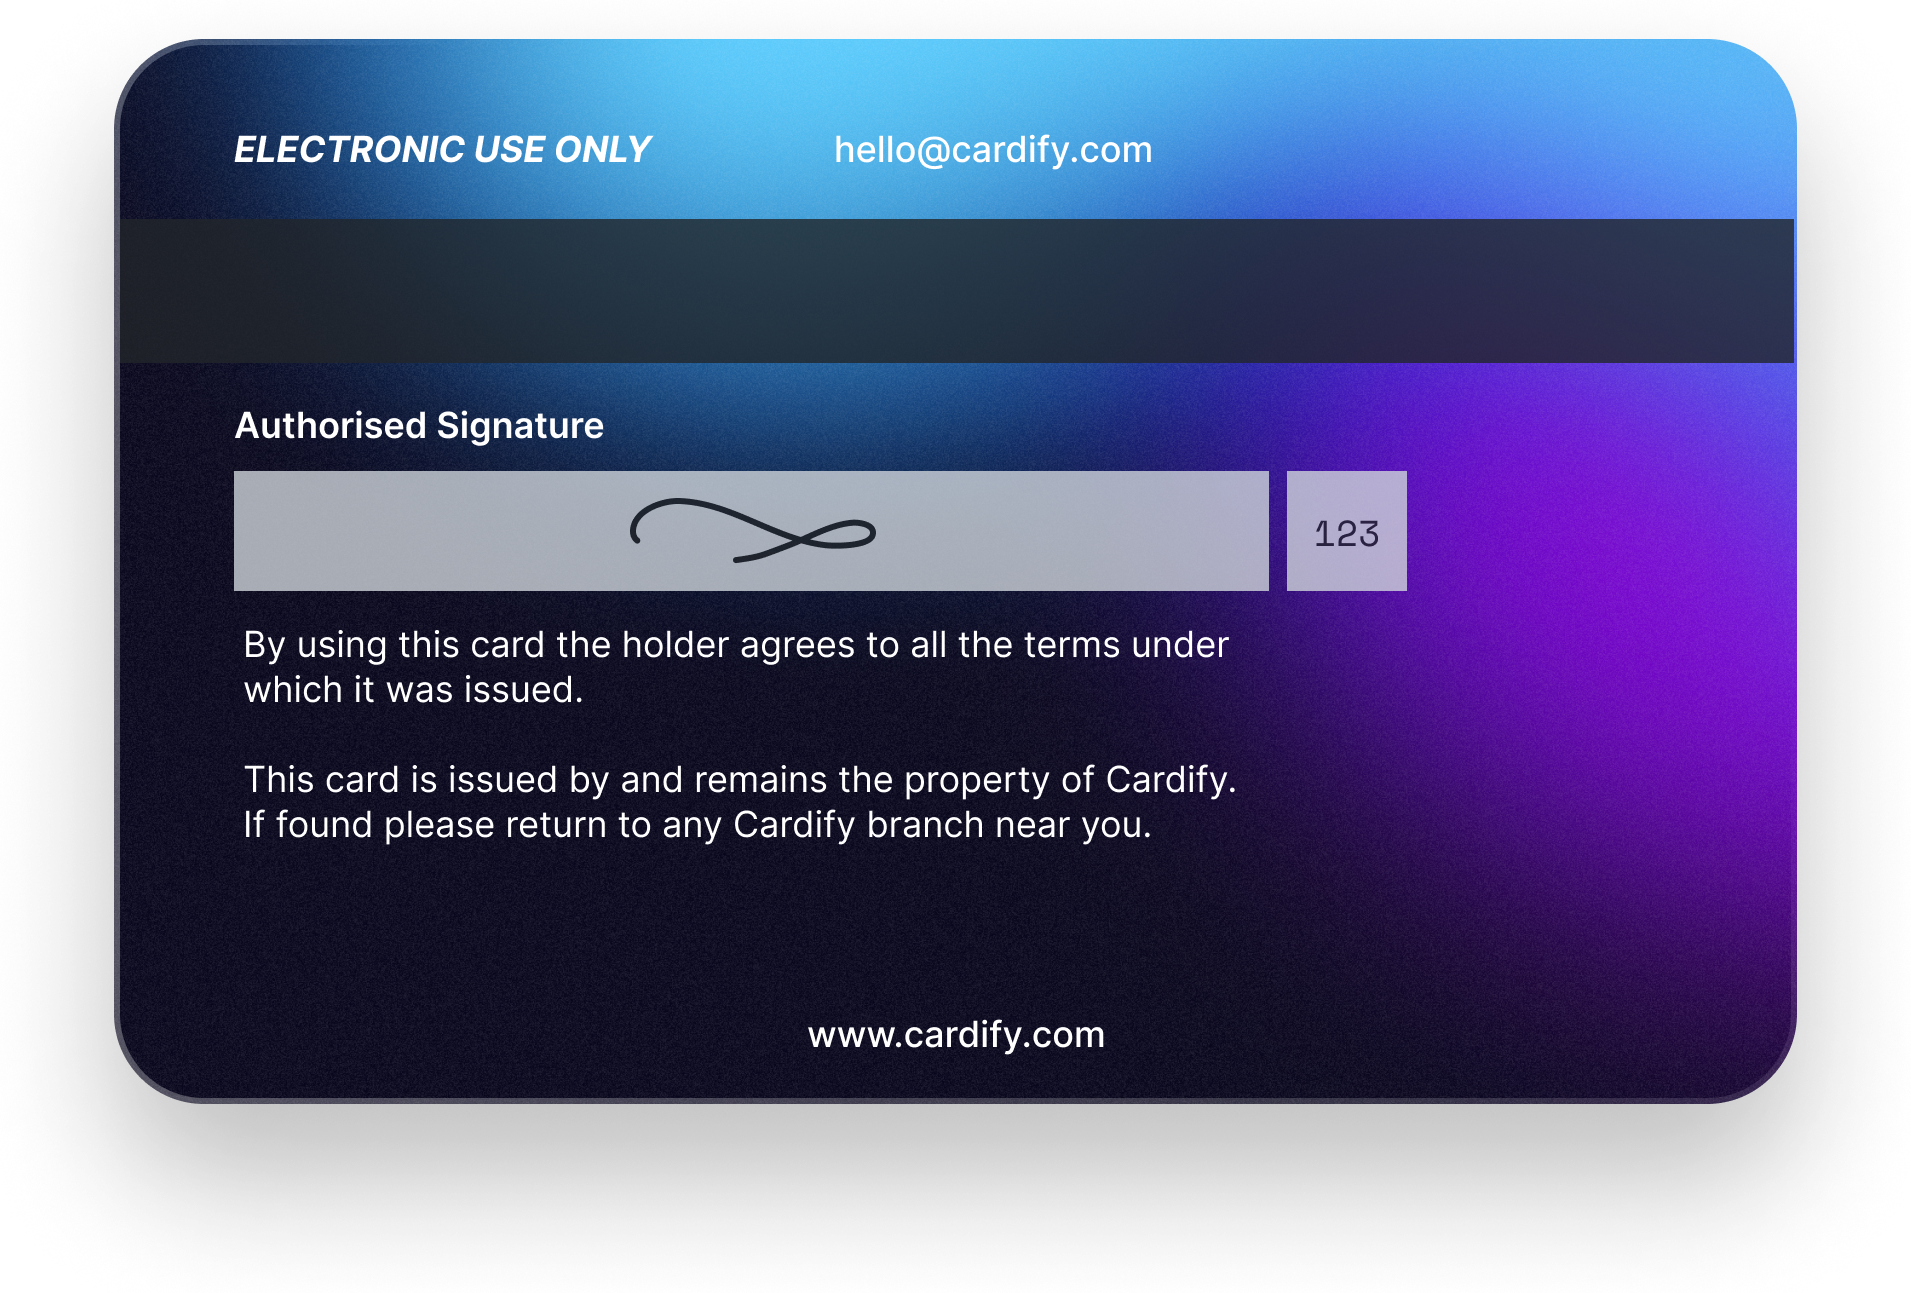 ELECTRONIC USE ONLY
hello@cardify.com
Authorised Signature
123
By using this card the holder agrees to all the terms under
which it was issued.
This card is issued by and remains the property of Cardify.
If found please return to any Cardify branch near you.
www.cardify.com